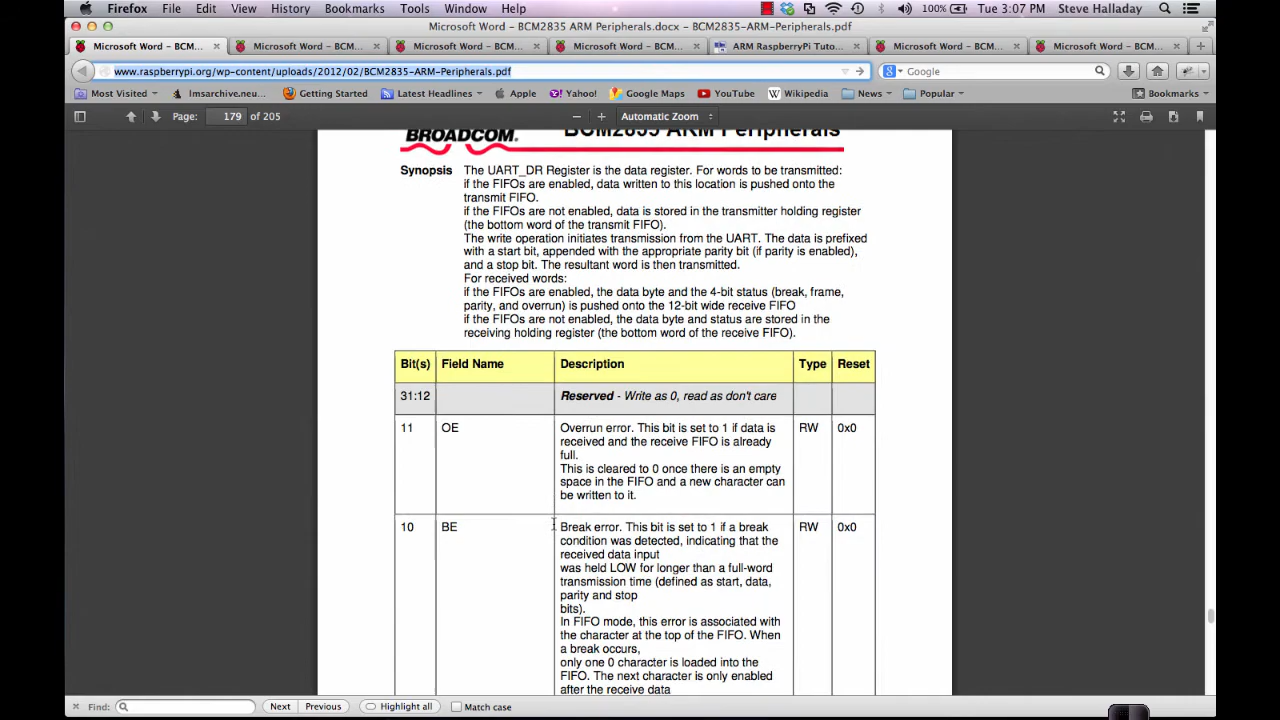 Firefox File Edit View History Bookmarks Tools Window Help 100% Tue 3:07 PM Steve Halladay
Microsoft Word - BCM2835 ARM Peripherals.docx - BCM2835-ARM-Peripherals.pdf
Microsoft Word - BCM... Microsoft Word - BCM... Microsoft Word - BCM... Microsoft Word - BCM... ARM RaspberryPi Tuto... Microsoft Word - BCM... Microsoft Word - BCM...
www.raspberrypi.org/wp-content/uploads/2012/02/BCM2835-ARM-Peripherals.pdf Google
Most Visited lmsarchive.neu... Getting Started Latest Headlines Apple Yahoo! Google Maps YouTube Wikipedia News Popular Bookmarks
Page: 179 of 205 Automatic Zoom
BROADCOM. BCM2835 ARM Peripherals
Synopsis The UART_DR Register is the data register. For words to be transmitted:
if the FIFOs are enabled, data written to this location is pushed onto the
transmit FIFO.
if the FIFOs are not enabled, data is stored in the transmitter holding register
(the bottom word of the transmit FIFO).
The write operation initiates transmission from the UART. The data is prefixed
with a start bit, appended with the appropriate parity bit (if parity is enabled),
and a stop bit. The resultant word is then transmitted.
For received words:
if the FIFOs are enabled, the data byte and the 4-bit status (break, frame,
parity, and overrun) is pushed onto the 12-bit wide receive FIFO
if the FIFOs are not enabled, the data byte and status are stored in the
receiving holding register (the bottom word of the receive FIFO).
Bit(s) Field Name Description Type Reset
31:12 Reserved - Write as 0, read as don't care
11 OE Overrun error. This bit is set to 1 if data is RW 0x0
received and the receive FIFO is already
full.
This is cleared to 0 once there is an empty
space in the FIFO and a new character can
be written to it.
10 BE Break error. This bit is set to 1 if a break RW 0x0
condition was detected, indicating that the
received data input
was held LOW for longer than a full-word
transmission time (defined as start, data,
parity and stop
bits).
In FIFO mode, this error is associated with
the character at the top of the FIFO. When
a break occurs,
only one 0 character is loaded into the
FIFO. The next character is only enabled
after the receive data
Find: Next Previous Highlight all Match case